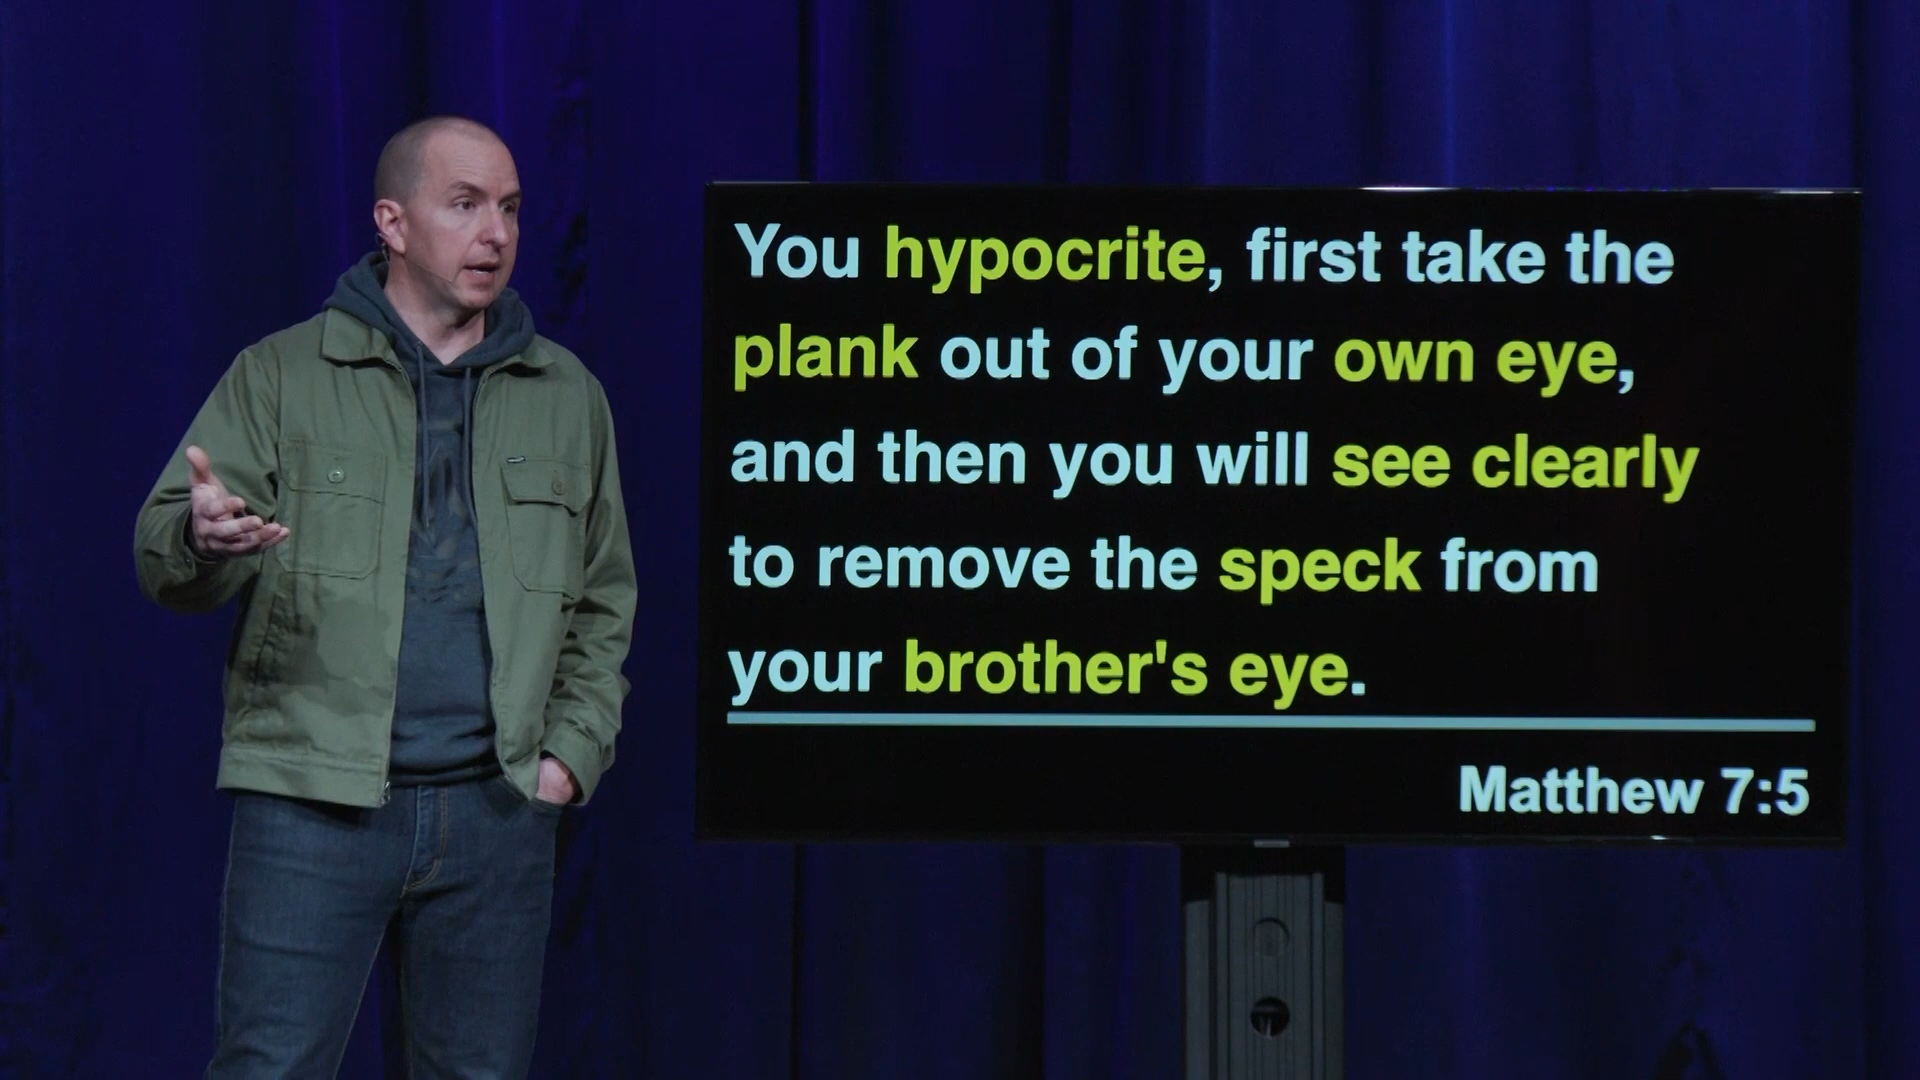 You hypocrite, first take the
plank out of your own eye,
and then you will see clearly
to remove the speck from
your brother's eye.
Matthew 7:5